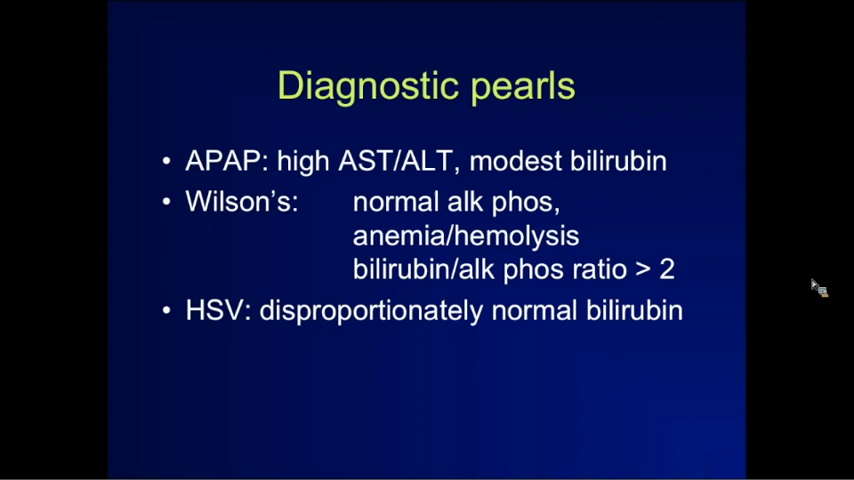 Diagnostic pearls
• APAP: high AST/ALT, modest bilirubin
• Wilson's: normal alk phos,
anemia/hemolysis
bilirubin/alk phos ratio > 2
• HSV: disproportionately normal bilirubin